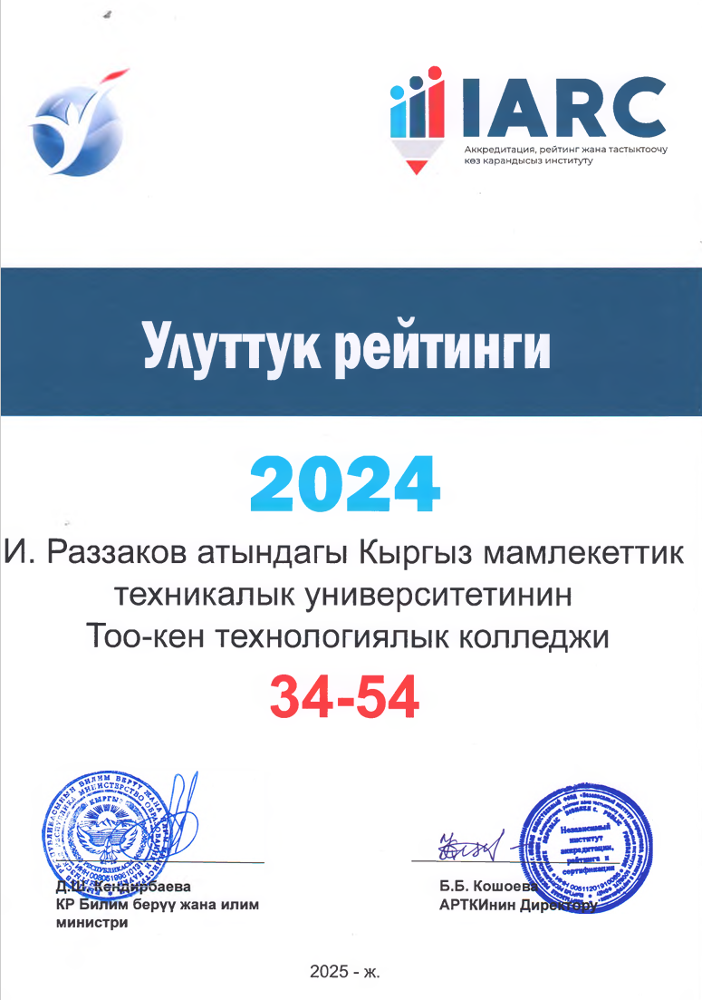 IARC
Аккредитация, рейтинг жана тастыктоочу
көз карандысыз институту
Улуттук рейтинги
2024
И. Раззаков атындагы Кыргыз мамлекеттик
техникалык университетинин
Тоо-кен технологиялык колледжи
34-54
Независимый
институт
аккредитации,
рейтинга и
сертификации
Д.Ш. Кендирбаева
КР Билим берүү жана илим
министри
Б.Б. Кошоева
АРТКИнин Директору
2025 - ж.